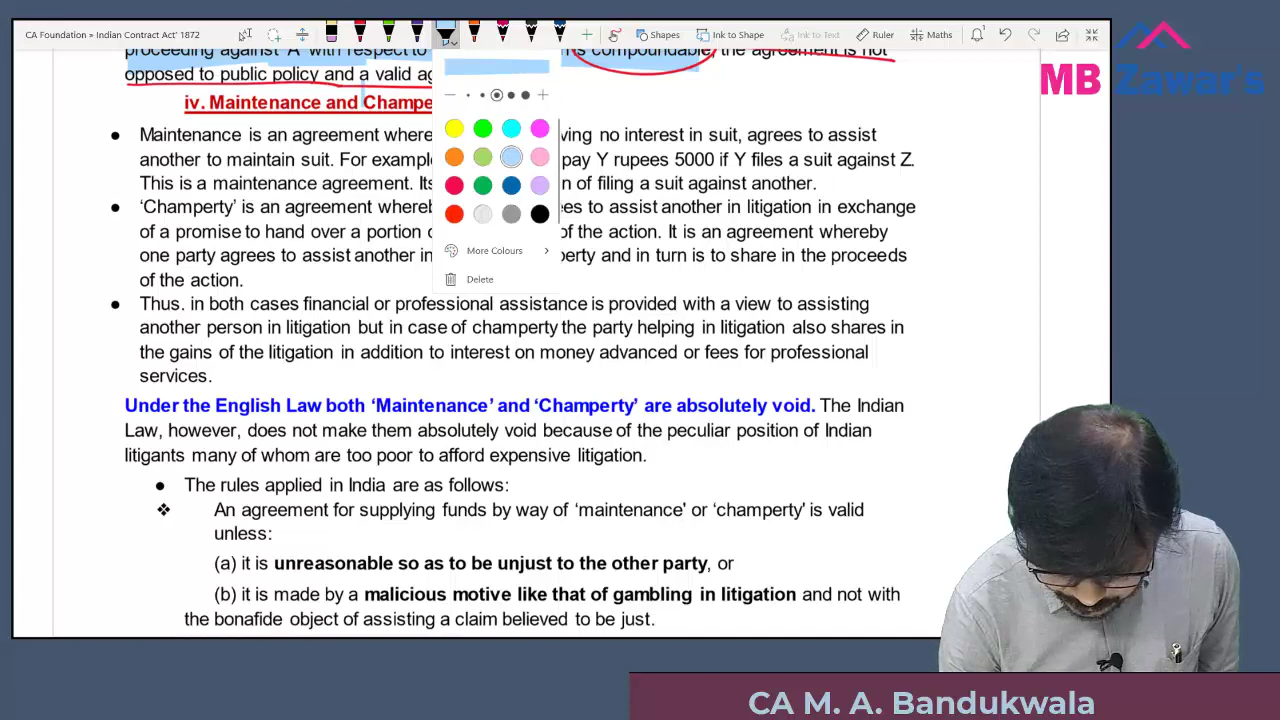 CA Foundation » Indian Contract Act' 1872
Shapes
Ink to Shape
Ink to Text
Ruler
Maths
MB Zawar's
proceeding against 'A' with respect to is compoundable, the agreement is not
opposed to public policy and a valid ag
iv. Maintenance and Champe
● Maintenance is an agreement where ving no interest in suit, agrees to assist
another to maintain suit. For example pay Y rupees 5000 if Y files a suit against Z.
This is a maintenance agreement. Its n of filing a suit against another.
● ‘Champerty’ is an agreement whereb ees to assist another in litigation in exchange
of a promise to hand over a portion of the action. It is an agreement whereby
one party agrees to assist another in perty and in turn is to share in the proceeds
of the action.
More Colours
Delete
● Thus. in both cases financial or professional assistance is provided with a view to assisting
another person in litigation but in case of champerty the party helping in litigation also shares in
the gains of the litigation in addition to interest on money advanced or fees for professional
services.
Under the English Law both ‘Maintenance’ and ‘Champerty’ are absolutely void. The Indian
Law, however, does not make them absolutely void because of the peculiar position of Indian
litigants many of whom are too poor to afford expensive litigation.
● The rules applied in India are as follows:
❖ An agreement for supplying funds by way of ‘maintenance’ or ‘champerty’ is valid
unless:
(a) it is unreasonable so as to be unjust to the other party, or
(b) it is made by a malicious motive like that of gambling in litigation and not with
the bonafide object of assisting a claim believed to be just.
CA M. A. Bandukwala